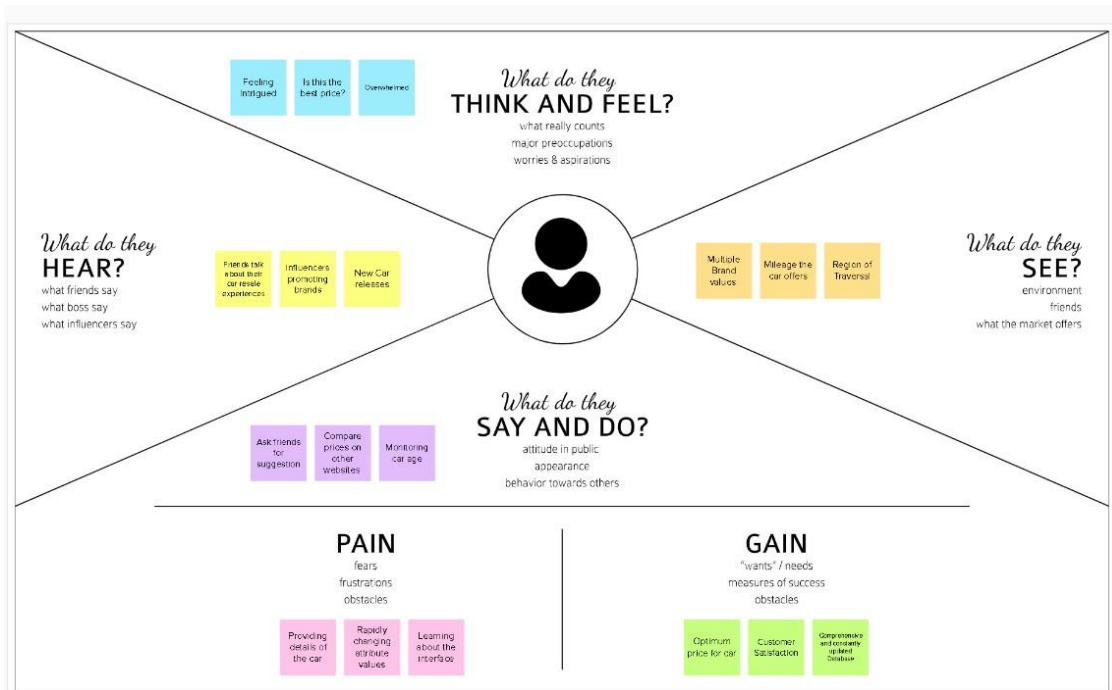 Feeling
Intrigued
Is this the
best price?
Overwhelmed
What do they
THINK AND FEEL?
what really counts
major preoccupations
worries & aspirations
What do they
HEAR?
what friends say
what boss say
what influencers say
Friends talk
about their
car resale
experiences
Influencers
promoting
brands
New Car
releases
Multiple
Brand
values
Mileage the
car offers
Region of
Traversal
What do they
SEE?
environment
friends
what the market offers
What do they
SAY AND DO?
attitude in public
appearance
behavior towards others
Ask friends
for
suggestion
Compare
prices on
other
websites
Monitoring
car age
PAIN
fears
frustrations
obstacles
Providing
details of
the car
Rapidly
changing
attribute
values
Learning
about the
interface
GAIN
"wants" / needs
measures of success
obstacles
Optimum
price for car
Customer
Satisfaction
Comprehensive
and constantly
updated
Database